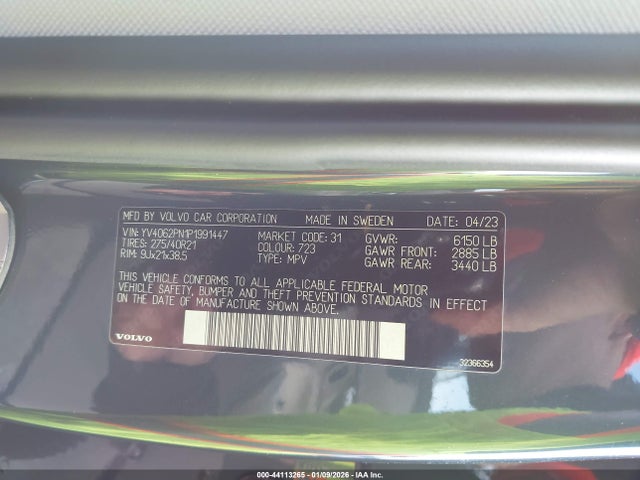 MFD BY VOLVO CAR CORPORATION MADE IN SWEDEN DATE: 04/23
VIN: YV4062PN1P1991447 MARKET CODE: 31 GVWR: 6150 LB
TIRES: 275/40R21 COLOUR: 723 GAWR FRONT: 2885 LB
RIM: 9Jx21x38.5 TYPE: MPV GAWR REAR: 3440 LB
THIS VEHICLE CONFORMS TO ALL APPLICABLE FEDERAL MOTOR
VEHICLE SAFETY, BUMPER AND THEFT PREVENTION STANDARDS IN EFFECT
ON THE DATE OF MANUFACTURE SHOWN ABOVE.
VOLVO 32366354
000-44113265 - 01/09/2026 - IAA Holdings, LLC.